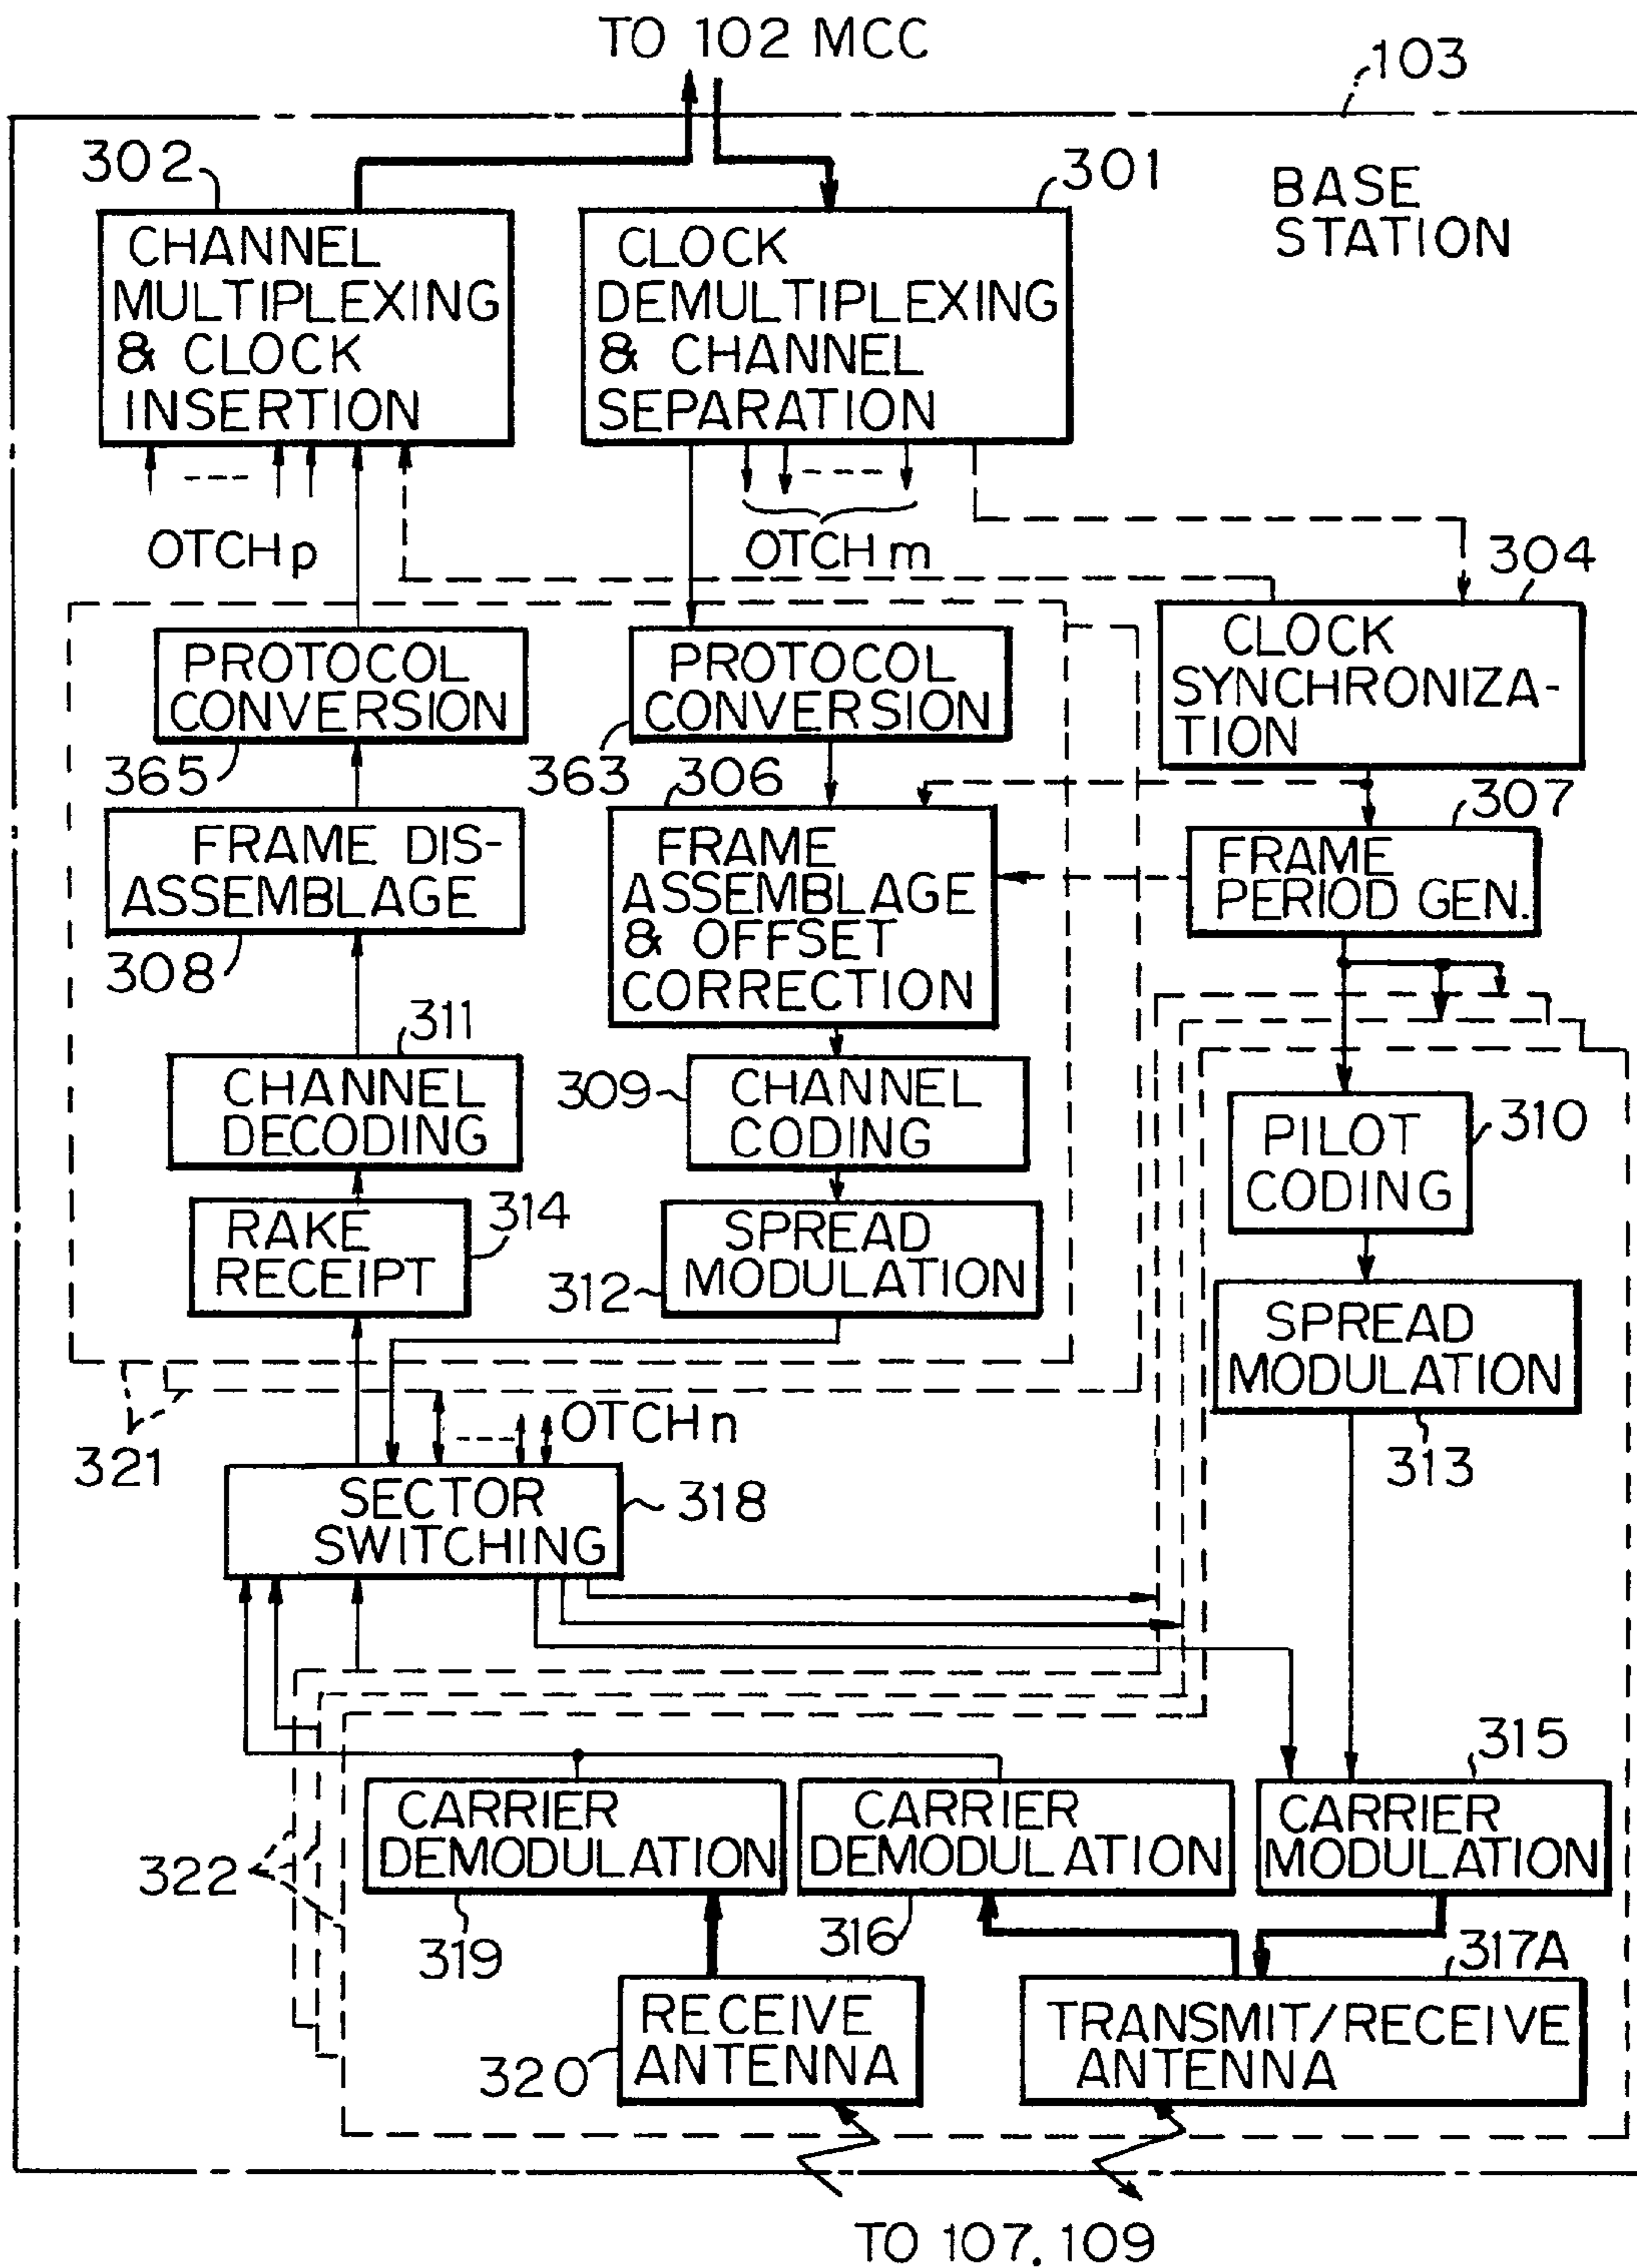 TO 102 MCC
103
302
301
BASE
STATION
CHANNEL
MULTIPLEXING
& CLOCK
INSERTION
CLOCK
DEMULTIPLEXING
& CHANNEL
SEPARATION
OTCHp
OTCHm
304
PROTOCOL
CONVERSION
PROTOCOL
CONVERSION
CLOCK
SYNCHRONIZA-
TION
365
363
306
307
FRAME DIS-
ASSEMBLAGE
FRAME
ASSEMBLAGE
& OFFSET
CORRECTION
FRAME
PERIOD GEN.
308
311
CHANNEL
DECODING
309
CHANNEL
CODING
PILOT
CODING
310
RAKE
RECEIPT
314
312
SPREAD
MODULATION
SPREAD
MODULATION
321
OTCHn
313
SECTOR
SWITCHING
318
315
CARRIER
DEMODULATION
CARRIER
DEMODULATION
CARRIER
MODULATION
322
319
316
317A
RECEIVE
ANTENNA
320
TRANSMIT/RECEIVE
ANTENNA
TO 107, 109